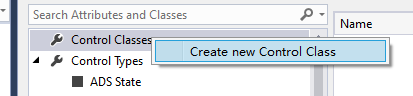 Search Attributes and Classes
Name
Control Classes
Create new Control Class
Control Types
ADS State